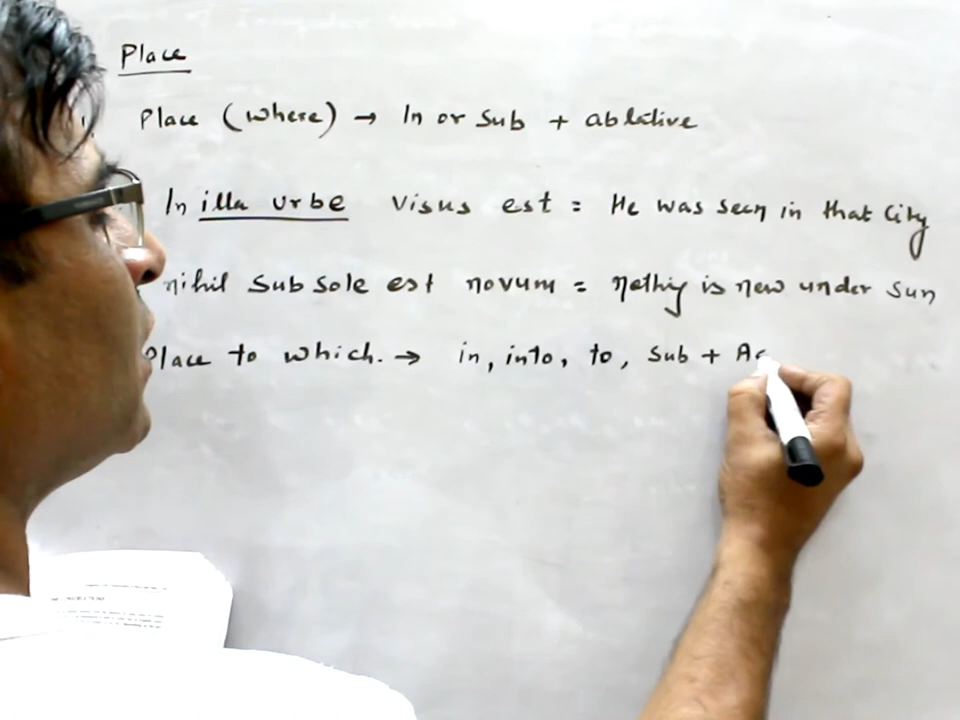 Place
Place (where) → In or Sub + ablative
In illa urbe visus est = He was seen in that City
nihil Sub Sole est novum = nothing is new under sun
Place to which. → in, into, to, Sub + Ac